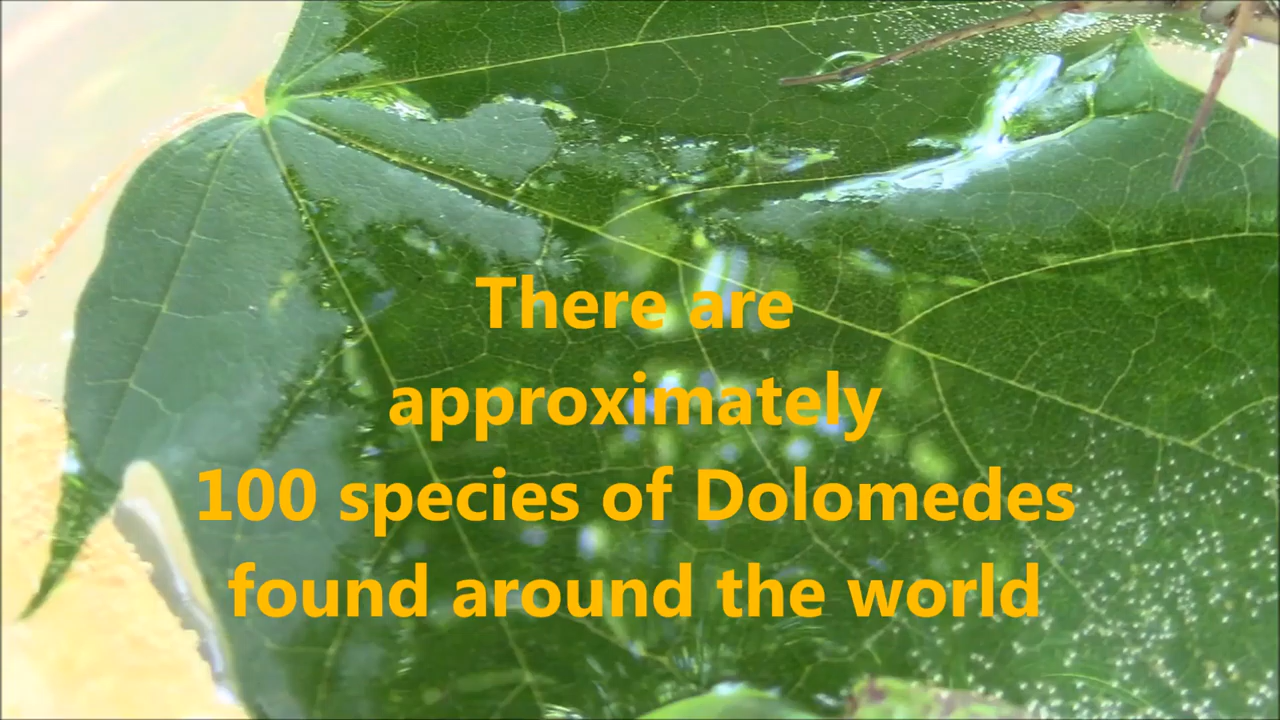 There are
approximately
100 species of Dolomedes
found around the world